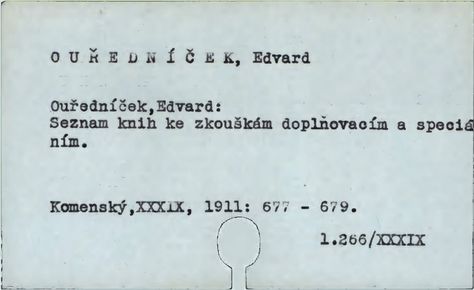 O U Ř E D N Í Č E K, Edvard
Ouředníček,Edvard:
Seznam knih ke zkouškám doplňovacím a speciá
ním.
Komenský,XXXIX, 1911: 677 - 679.
1.266/XXXIX